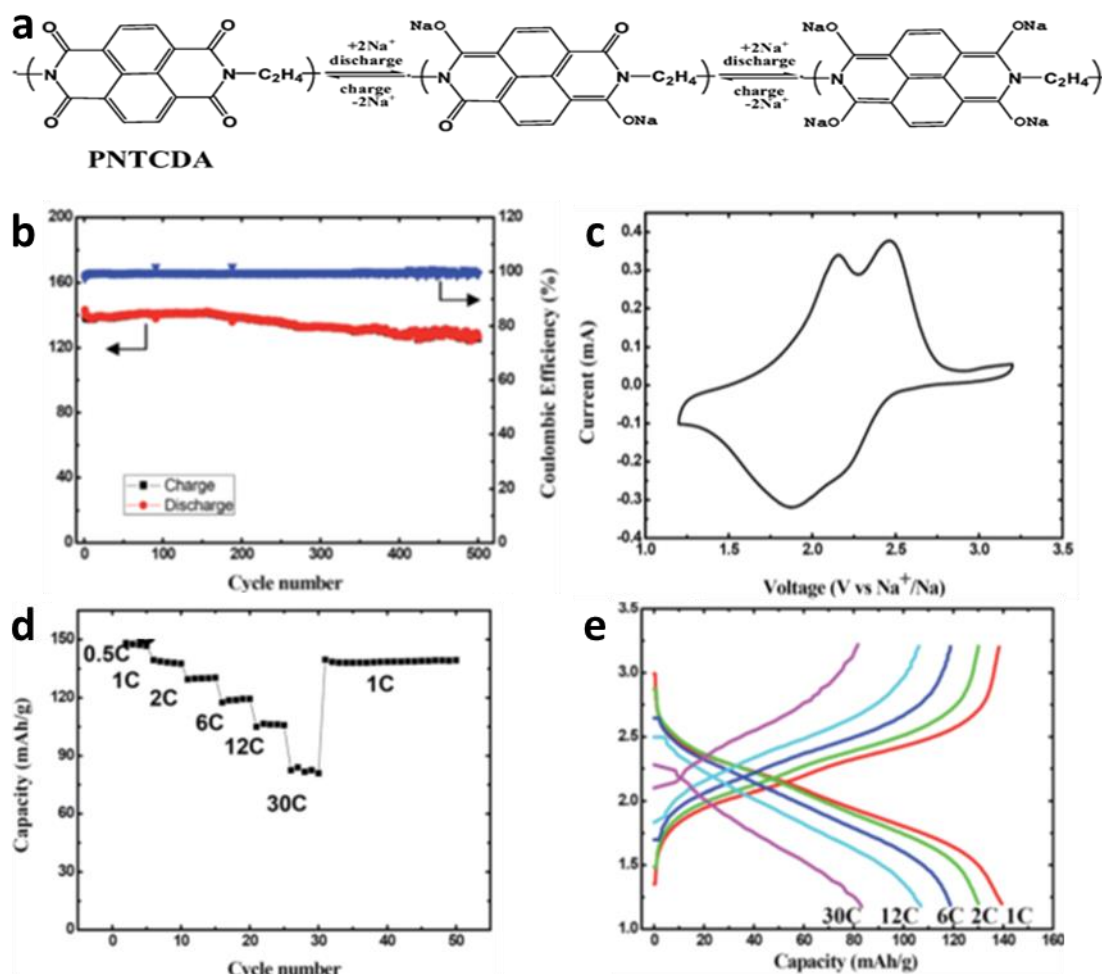 a
O O
N N–C₂H₄
O O
+2Na⁺
discharge
charge
-2Na⁺
NaO O
N N–C₂H₄
O ONa
+2Na⁺
discharge
charge
-2Na⁺
NaO ONa
N N–C₂H₄
NaO ONa
PNTCDA
b
200
160
120
80
40
0
120
100
80
60
40
20
0
Coulombic Efficiency (%)
Charge
Discharge
0 100 200 300 400 500
Cycle number
c
Current (mA)
0.4
0.3
0.2
0.1
0.0
-0.1
-0.2
-0.3
-0.4
1.0 1.5 2.0 2.5 3.0 3.5
Voltage (V vs Na⁺/Na)
d
Capacity (mAh/g)
150
120
90
60
30
0
0.5C
1C
2C
6C
12C
30C
1C
0 10 20 30 40 50
Cycle number
e
3.5
3.0
2.5
2.0
1.5
1.0
30C 12C 6C 2C 1C
0 20 40 60 80 100 120 140 160
Capacity (mAh/g)